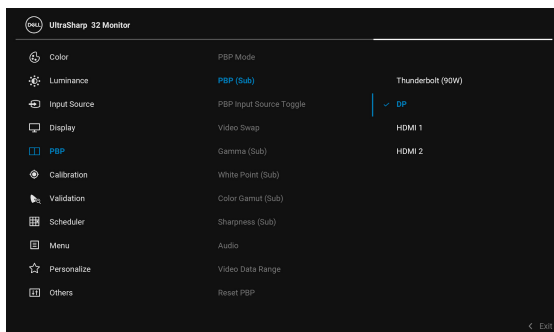 DELL UltraSharp 32 Monitor
Color PBP Mode
Luminance PBP (Sub) Thunderbolt (90W)
Input Source PBP Input Source Toggle DP
Display Video Swap HDMI 1
PBP Gamma (Sub) HDMI 2
Calibration White Point (Sub)
Validation Color Gamut (Sub)
Scheduler Sharpness (Sub)
Menu Audio
Personalize Video Data Range
Others Reset PBP
Exit